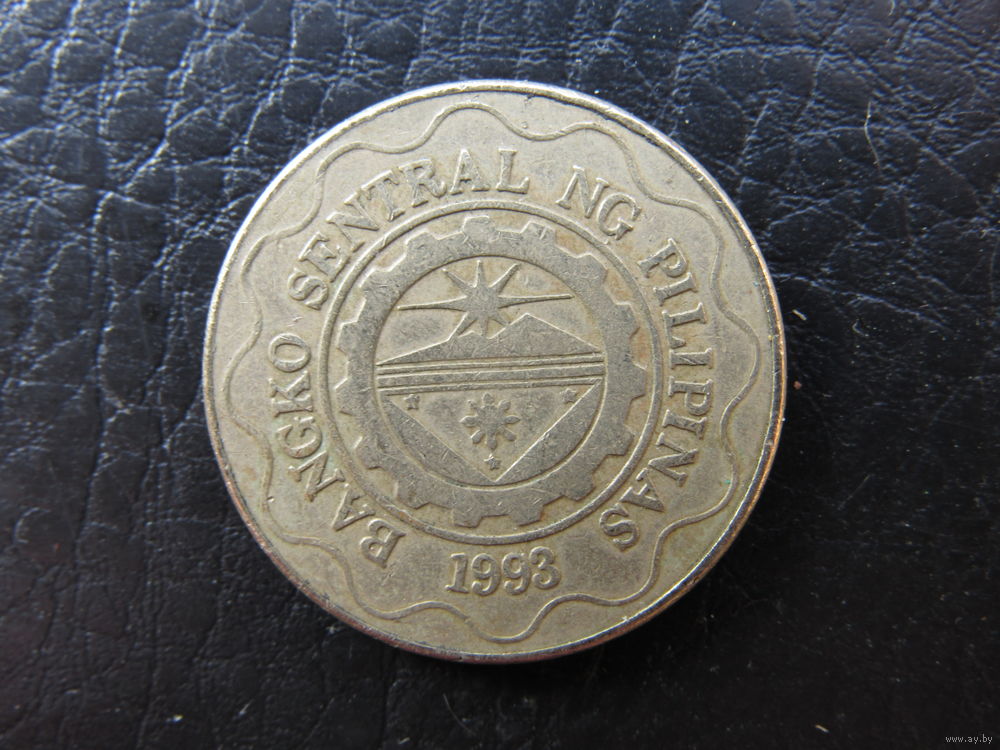 BANGKO SENTRAL NG PILIPINAS
1993
www.ay.by